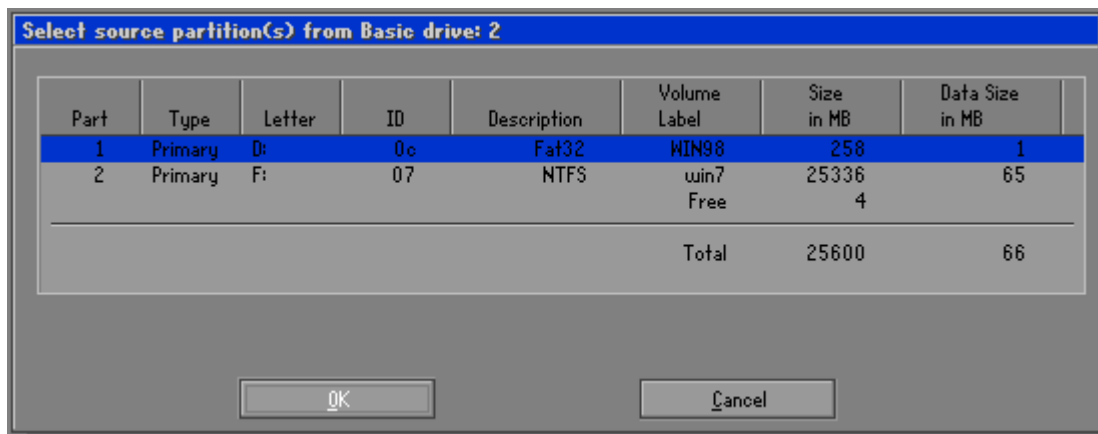 Select source partition(s) from Basic drive: 2
Volume Size Data Size
Part Type Letter ID Description Label in MB in MB
1 Primary D: 0c Fat32 WIN98 258 1
2 Primary F: 07 NTFS win7 25336 65
Free 4
Total 25600 66
OK Cancel